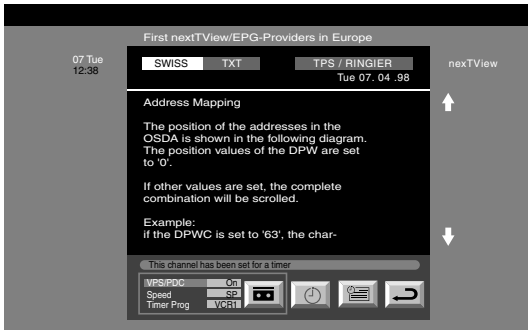 First nextTView/EPG-Providers in Europe
07 Tue
12:38
SWISS TXT TPS / RINGIER
nexTView
Tue 07. 04 .98
Address Mapping
The position of the addresses in the
OSDA is shown in the following diagram.
The position values of the DPW are set
to '0'.
If other values are set, the complete
combination will be scrolled.
Example:
if the DPWC is set to '63', the char-
This channel has been set for a timer
VPS/PDC On
Speed SP
Timer Prog VCR1